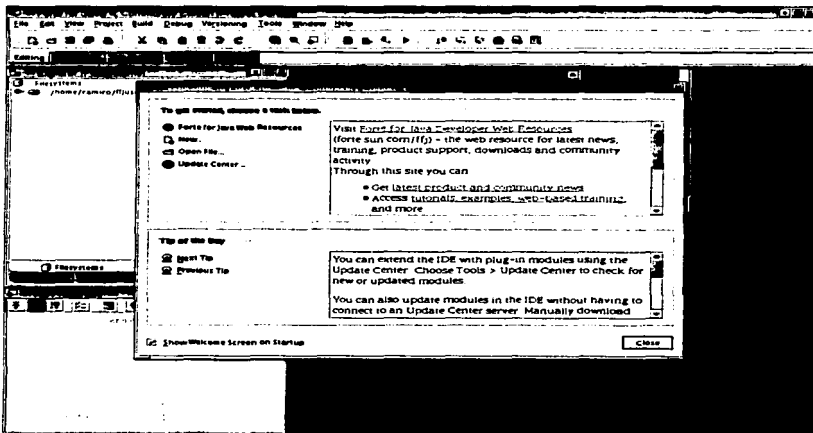 File Edit View Project Build Debug Versioning Tools Window Help
Editing
Filesystems
/home/ramiro/ffjus
To get started, choose a task below.
Forte for Java Web Resources
New...
Open File...
Update Center...
Visit Forte for Java Developer Web Resources
(forte sun com/ffj) - the web resource for latest news,
training, product support, downloads and community
activity
Through this site you can
Get latest product and community news
Access tutorials, examples, web-based training,
and more
Tip of the Day
Next Tip
Previous Tip
You can extend the IDE with plug-in modules using the
Update Center Choose Tools > Update Center to check for
new or updated modules.
You can also update modules in the IDE without having to
connect to an Update Center server Manually download
Filesystems
Show Welcome Screen on Startup
Close